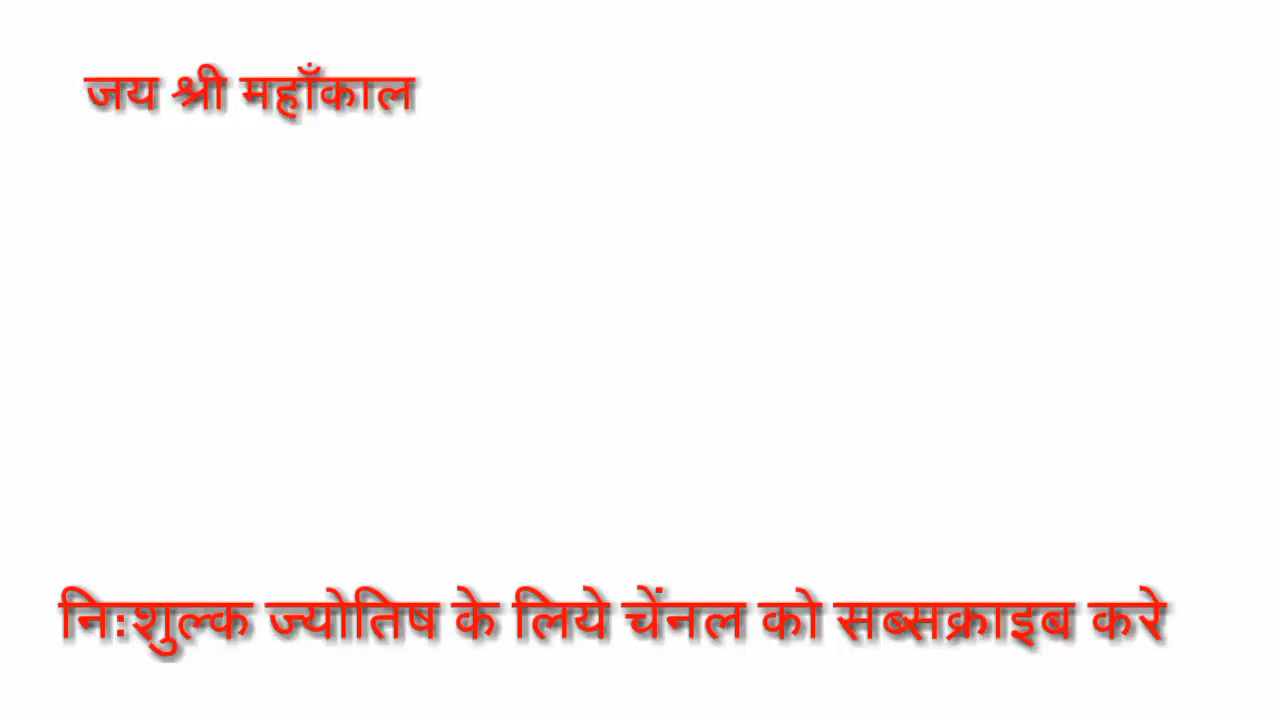 जय श्री महाँकाल
निःशुल्क ज्योतिष के लिये चेंनल को सब्सक्राइब करे